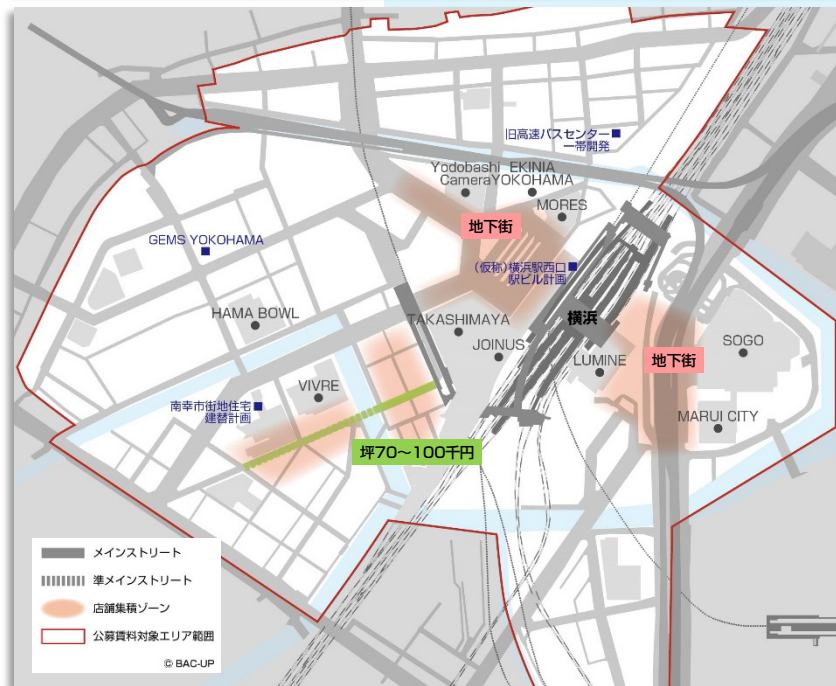 旧高速バスセンター
一帯開発
Yodobashi EKINIA
CameraYOKOHAMA
MORES
地下街
GEMS YOKOHAMA
(仮称)横浜駅西口
駅ビル計画
HAMA BOWL
TAKASHIMAYA
横浜
JOINUS
LUMINE
地下街
SOGO
VIVRE
南幸市街地住宅
建替計画
MARUI CITY
坪70～100千円
メインストリート
準メインストリート
店舗集積ゾーン
公募賃料対象エリア範囲
© BAC-UP